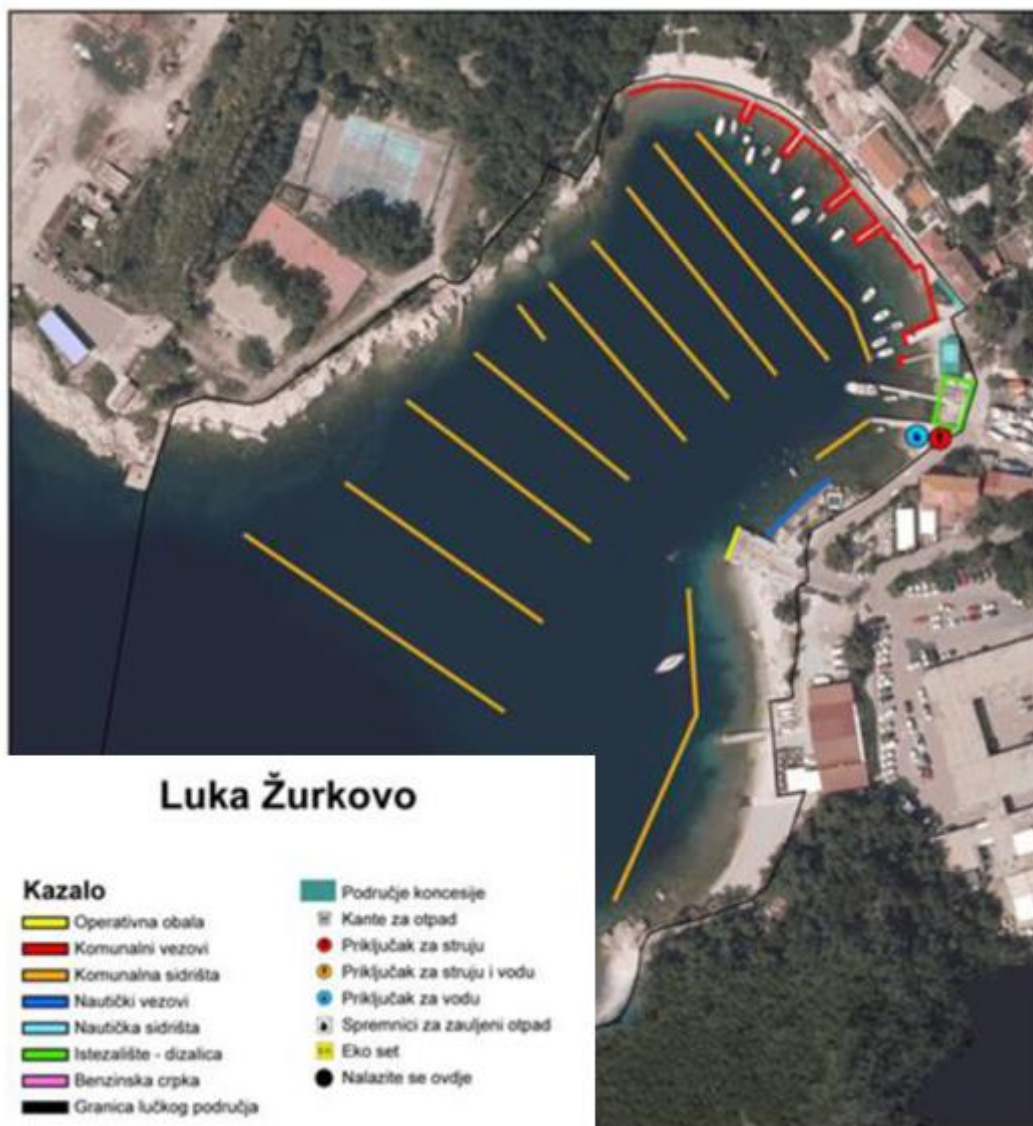 Luka Žurkovo
Kazalo
Operativna obala
Komunalni vezovi
Komunalna sidrišta
Nautički vezovi
Nautička sidrišta
Istezalište - dizalica
Benzinska crpka
Granica lučkog područja
Područje koncesije
Kante za otpad
Priključak za struju
Priključak za struju i vodu
Priključak za vodu
Spremnici za zauljeni otpad
Eko set
Nalazite se ovdje